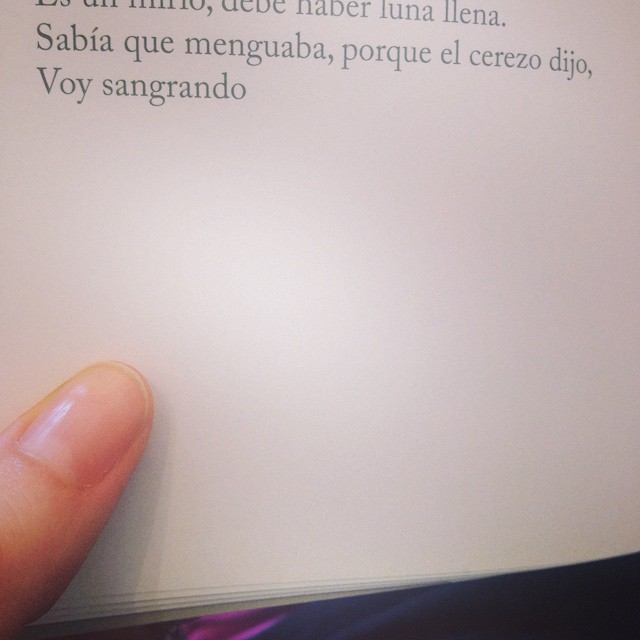 Es un mirlo, debe haber luna llena.
Sabía que menguaba, porque el cerezo dijo,
Voy sangrando